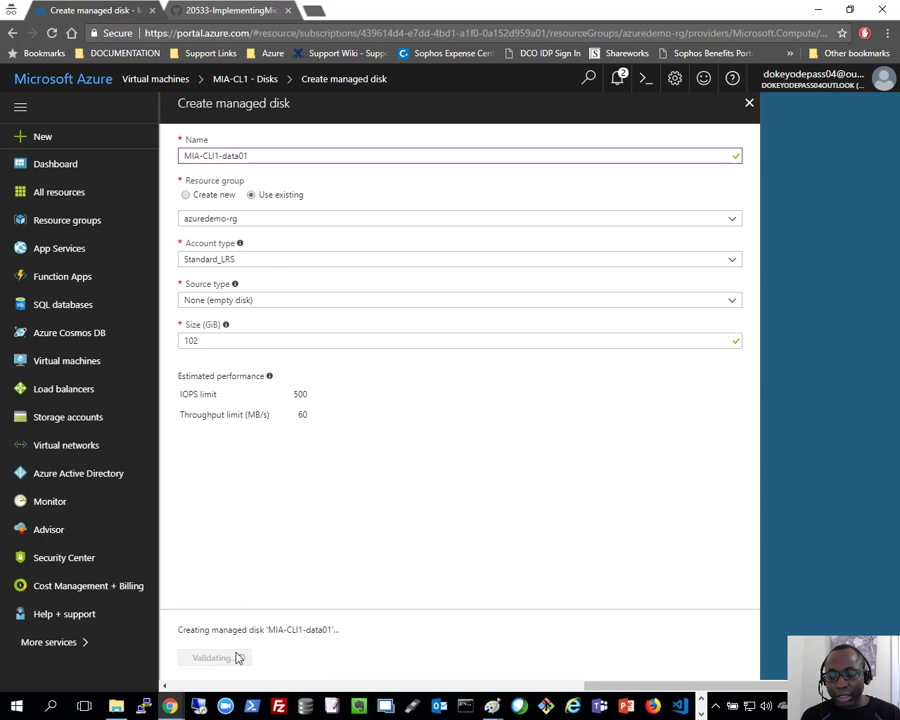 Create managed disk - M
20533-ImplementingMic
Secure
https://portal.azure.com/#resource/subscriptions/439614d4-e7dd-4bd1-a1f0-0a152d959a01/resourceGroups/azuredemo-rg/providers/Microsoft.Compute/...
Bookmarks
DOCUMENTATION
Support Links
Azure
Support Wiki - Supp
Sophos Expense Cen
DCO IDP Sign In
Shareworks
Sophos Benefits Port
»
Other bookmarks
Microsoft Azure
Virtual machines > MIA-CL1 - Disks > Create managed disk
2
dokeyodepass04@ou...
DOKEYODEPASS04OUTLOOK (...
Create managed disk
New
Dashboard
All resources
Resource groups
App Services
Function Apps
SQL databases
Azure Cosmos DB
Virtual machines
Load balancers
Storage accounts
Virtual networks
Azure Active Directory
Monitor
Advisor
Security Center
Cost Management + Billing
Help + support
More services >
* Name
MIA-CLI1-data01
* Resource group
Create new
Use existing
azuredemo-rg
* Account type
Standard_LRS
* Source type
None (empty disk)
* Size (GiB)
102
Estimated performance
IOPS limit 500
Throughput limit (MB/s) 60
Creating managed disk 'MIA-CLI1-data01'...
Validating...